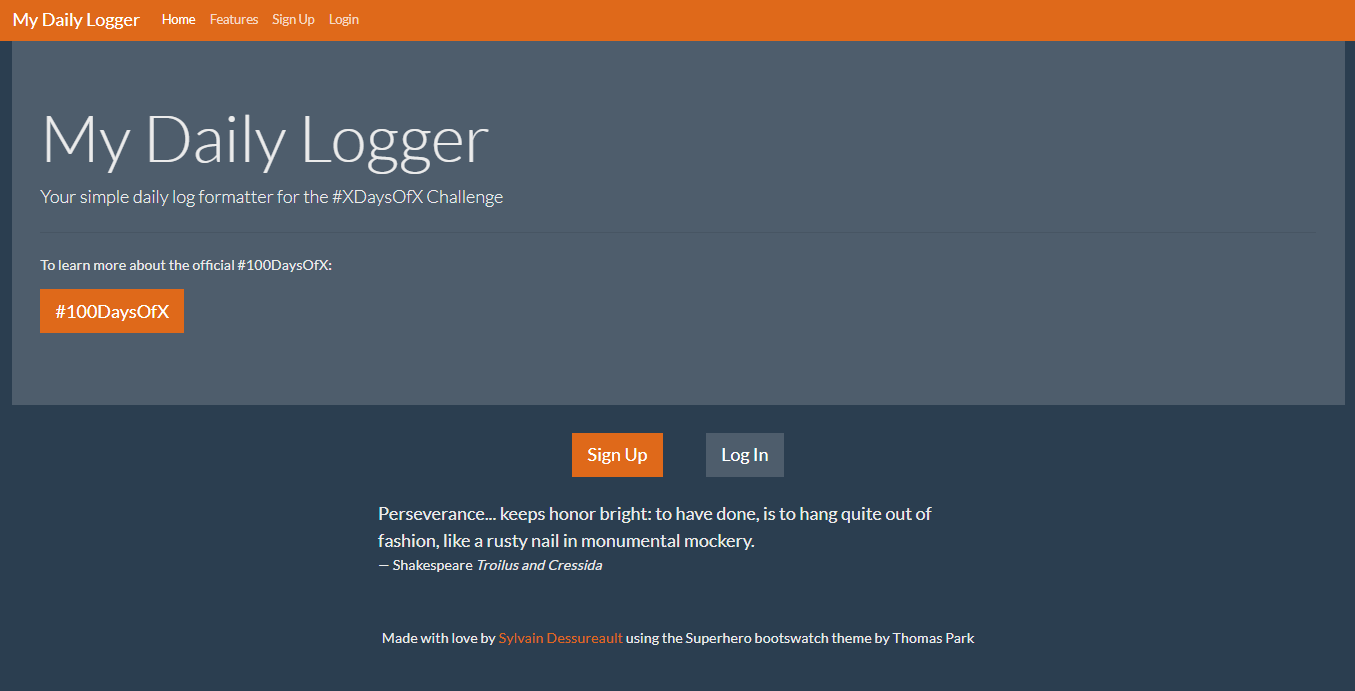 My Daily Logger Home Features Sign Up Login
My Daily Logger
Your simple daily log formatter for the #XDaysOfX Challenge
To learn more about the official #100DaysOfX:
#100DaysOfX
Sign Up Log In
Perseverance... keeps honor bright: to have done, is to hang quite out of
fashion, like a rusty nail in monumental mockery.
— Shakespeare Troilus and Cressida
Made with love by Sylvain Dessureault using the Superhero bootswatch theme by Thomas Park